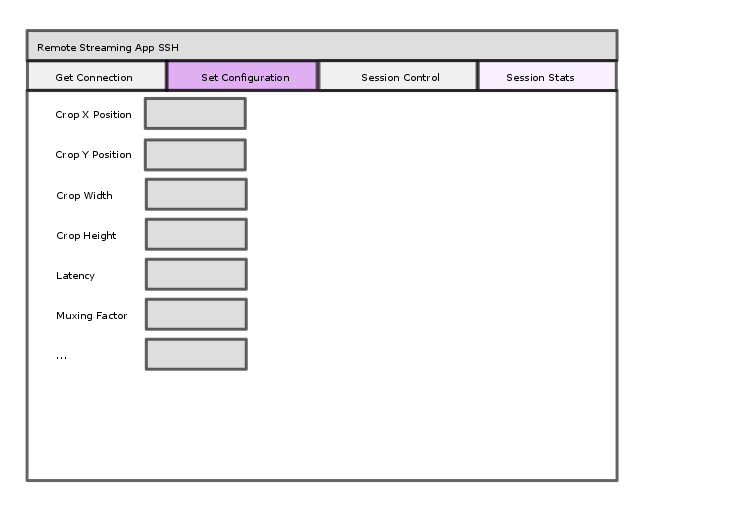 Remote Streaming App SSH
Get Connection Set Configuration Session Control Session Stats
Crop X Position
Crop Y Position
Crop Width
Crop Height
Latency
Muxing Factor
...